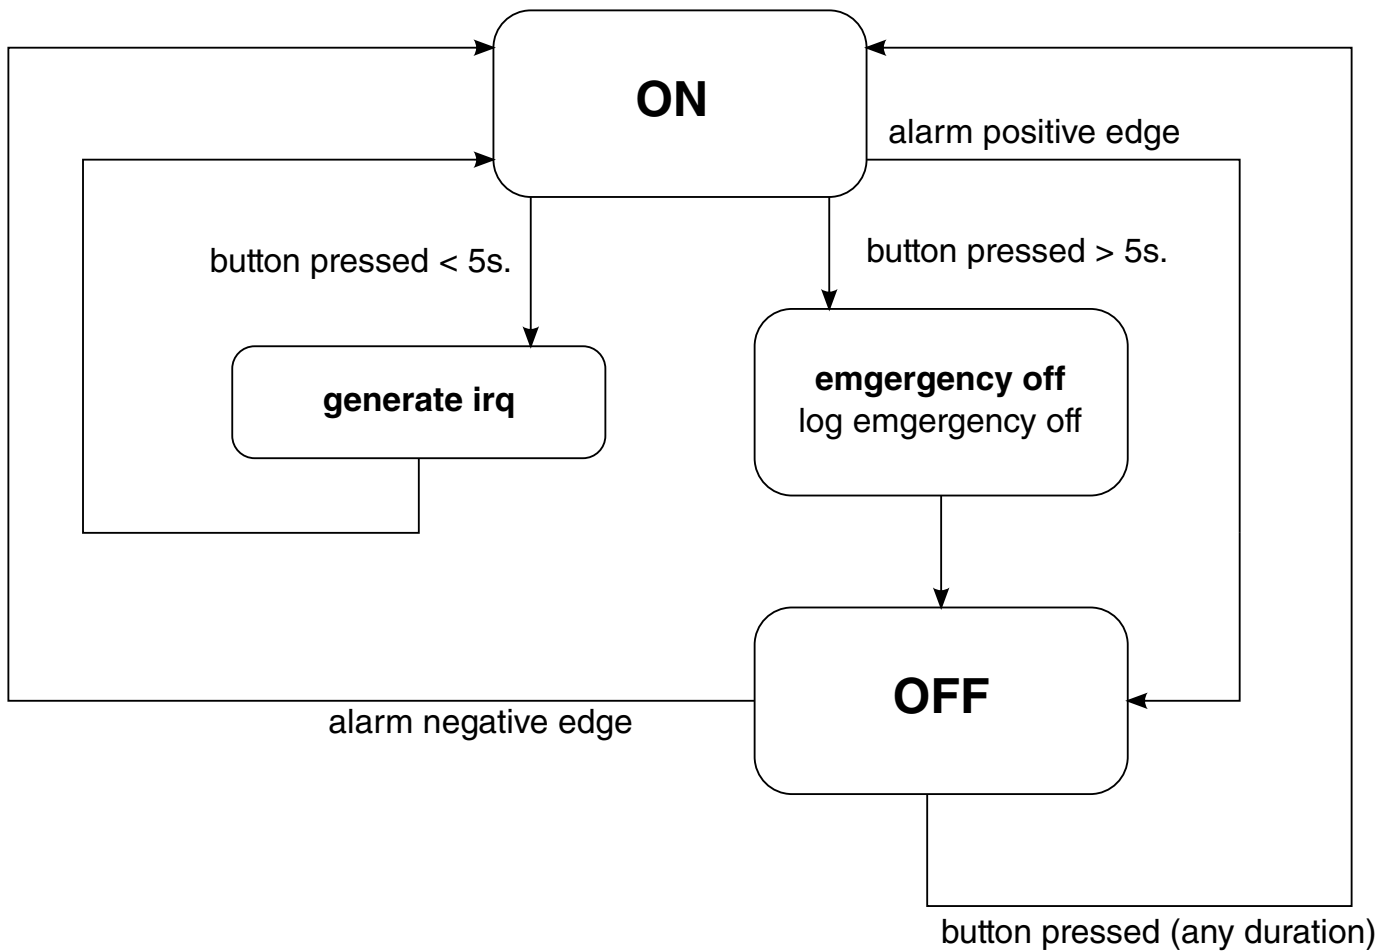 ON
alarm positive edge
button pressed < 5s.
button pressed > 5s.
generate irq
emgergency off
log emgergency off
OFF
alarm negative edge
button pressed (any duration)